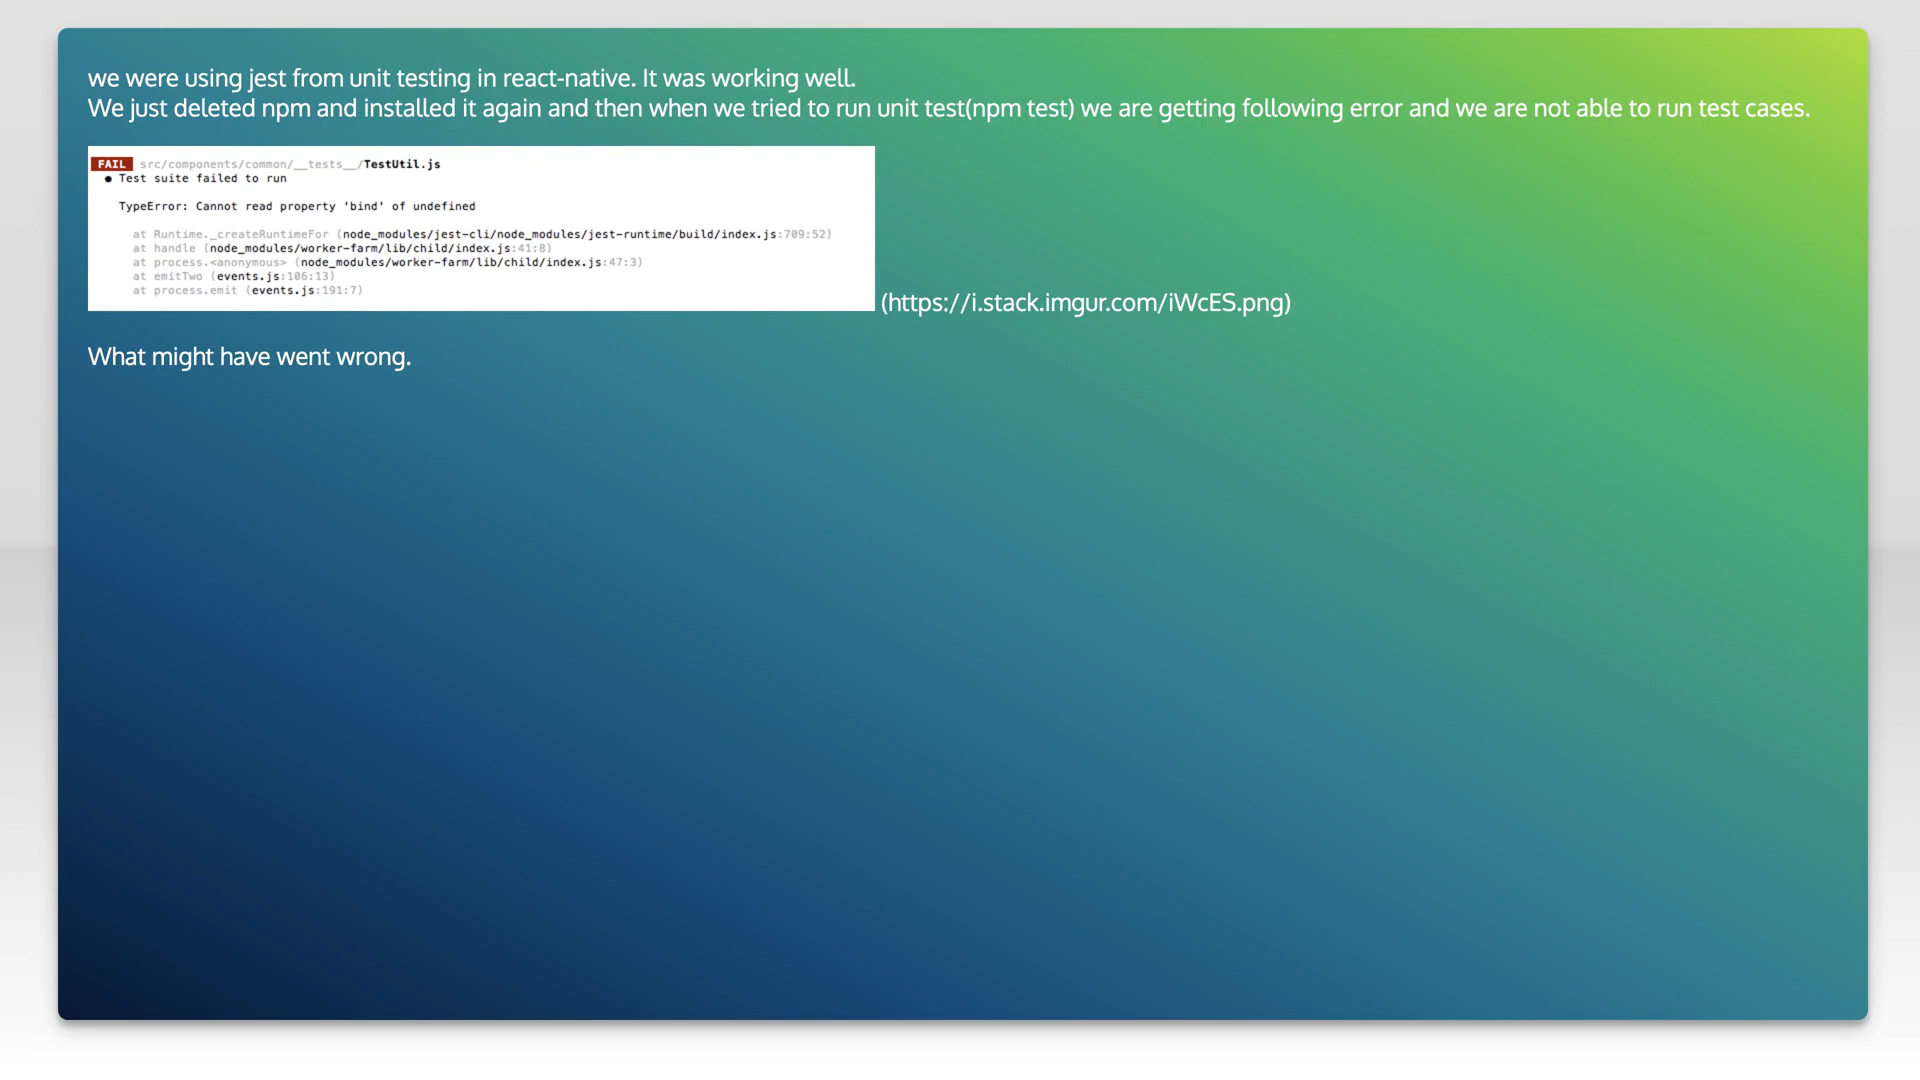 we were using jest from unit testing in react-native. It was working well.
We just deleted npm and installed it again and then when we tried to run unit test(npm test) we are getting following error and we are not able to run test cases.
FAIL src/components/common/__tests__/TestUtil.js
● Test suite failed to run
TypeError: Cannot read property 'bind' of undefined
at Runtime._createRuntimeFor (node_modules/jest-cli/node_modules/jest-runtime/build/index.js:709:52)
at handle (node_modules/worker-farm/lib/child/index.js:41:8)
at process.<anonymous> (node_modules/worker-farm/lib/child/index.js:47:3)
at emitTwo (events.js:106:13)
at process.emit (events.js:191:7)
(https://i.stack.imgur.com/iWcES.png)
What might have went wrong.